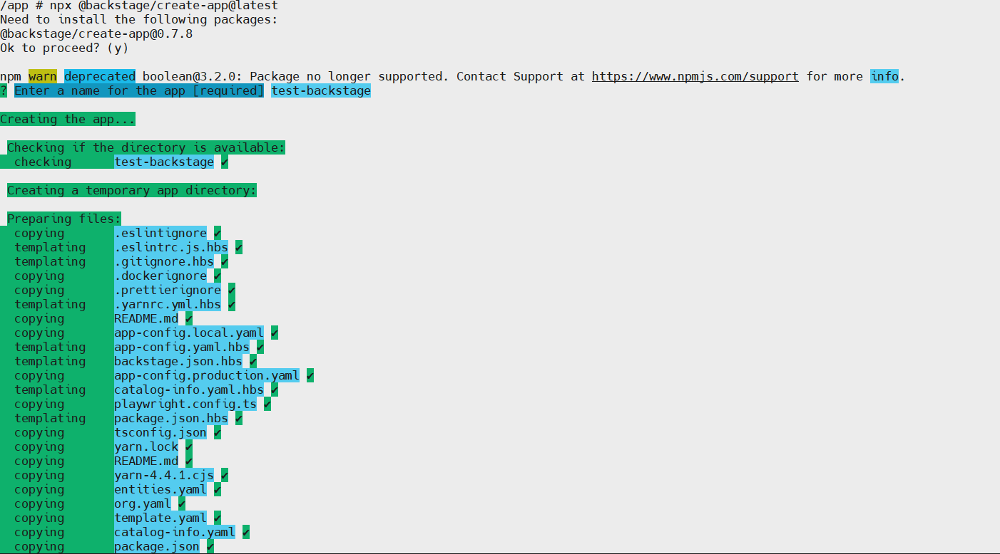 /app # npx @backstage/create-app@latest
Need to install the following packages:
@backstage/create-app@0.7.8
Ok to proceed? (y)
npm warn deprecated boolean@3.2.0: Package no longer supported. Contact Support at https://www.npmjs.com/support for more info.
? Enter a name for the app [required] test-backstage
Creating the app...
Checking if the directory is available:
checking test-backstage ✔
Creating a temporary app directory:
Preparing files:
copying .eslintignore ✔
templating .eslintrc.js.hbs ✔
templating .gitignore.hbs ✔
copying .dockerignore ✔
copying .prettierignore ✔
templating .yarnrc.yml.hbs ✔
copying README.md ✔
copying app-config.local.yaml ✔
templating app-config.yaml.hbs ✔
templating backstage.json.hbs ✔
copying app-config.production.yaml ✔
templating catalog-info.yaml.hbs ✔
copying playwright.config.ts ✔
templating package.json.hbs ✔
copying tsconfig.json ✔
copying yarn.lock ✔
copying README.md ✔
copying yarn-4.4.1.cjs ✔
copying entities.yaml ✔
copying org.yaml ✔
copying template.yaml ✔
copying catalog-info.yaml ✔
copying package.json ✔